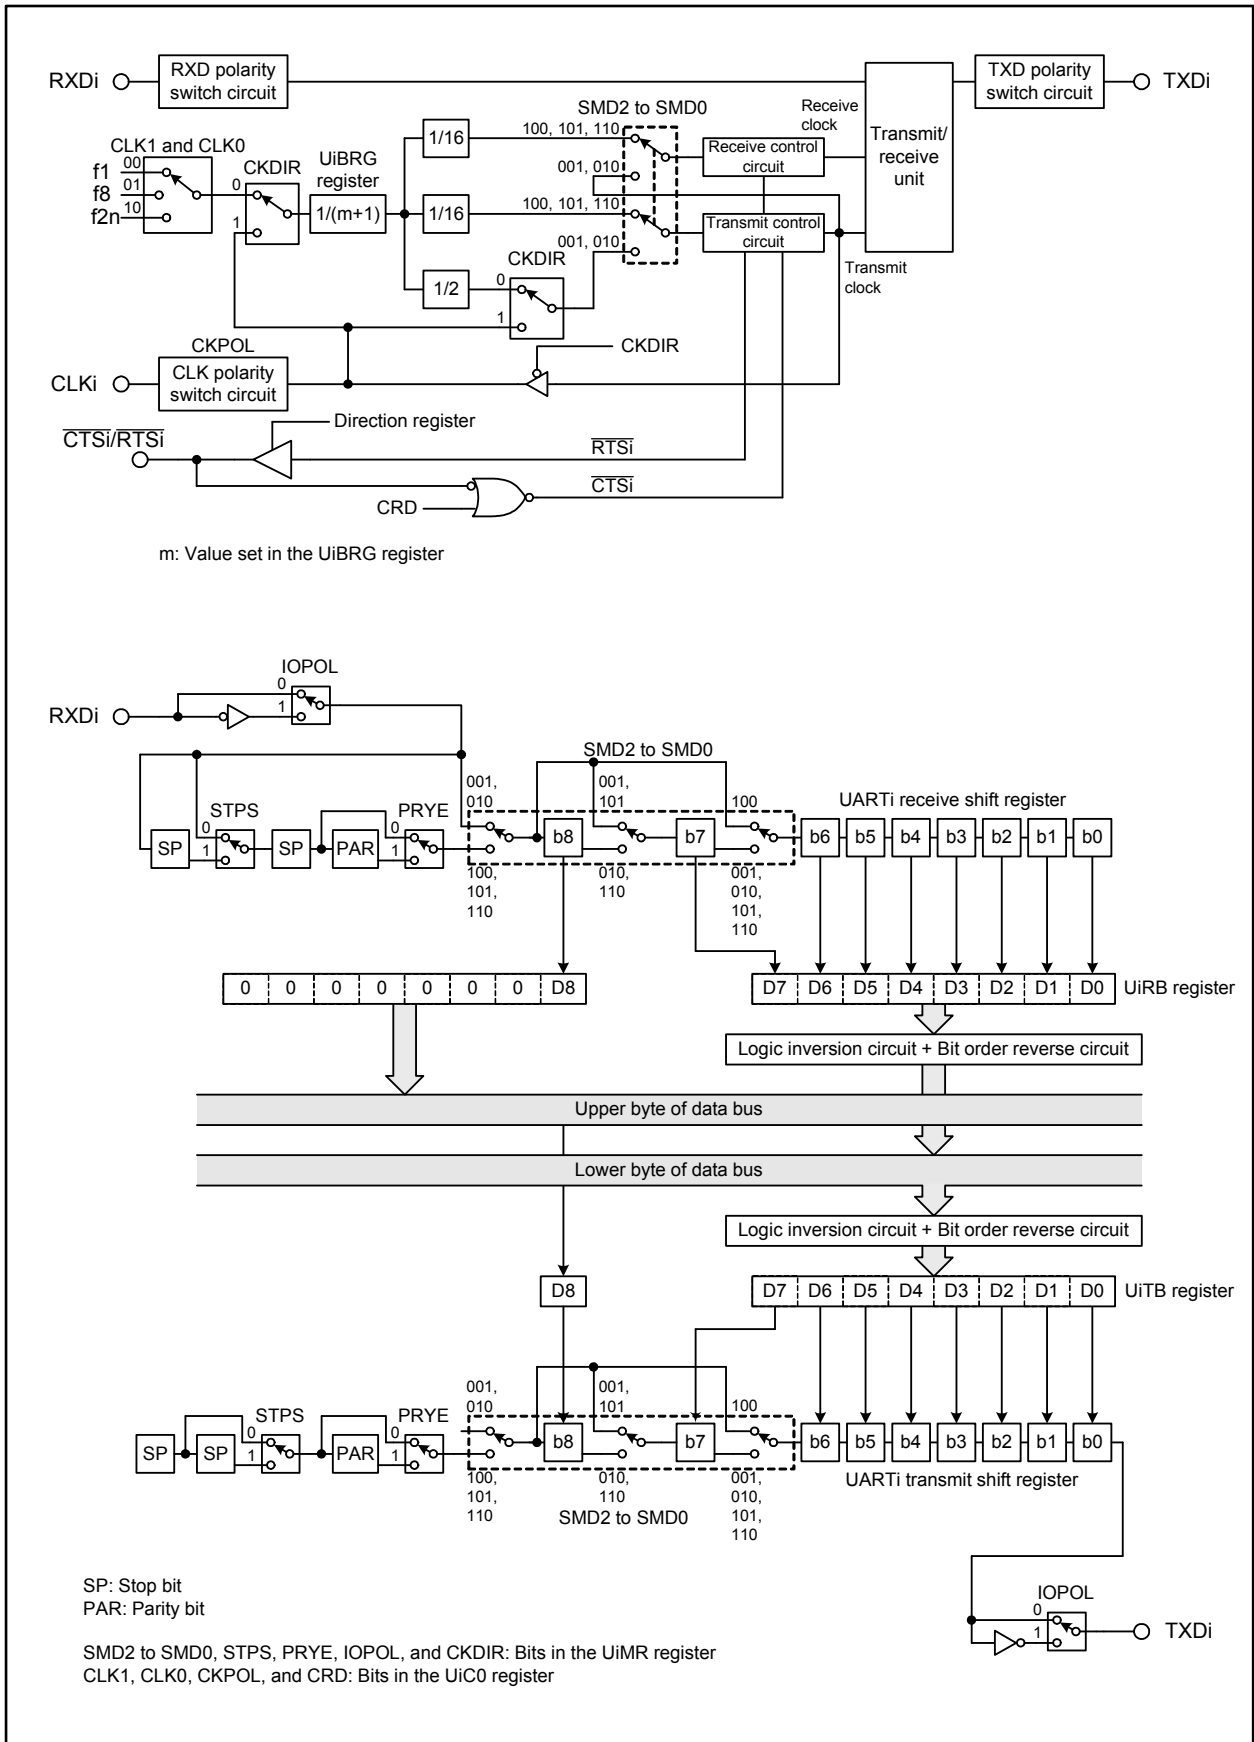 RXDi
RXD polarity
switch circuit
TXD polarity
switch circuit
TXDi
SMD2 to SMD0
Receive
clock
Transmit/
receive
unit
CLK1 and CLK0
f1
00
f8
01
f2n
10
CKDIR
0
1
UiBRG
register
1/(m+1)
1/16
100, 101, 110
001, 010
Receive control
circuit
1/16
100, 101, 110
001, 010
Transmit control
circuit
Transmit
clock
1/2
CKDIR
0
1
CKPOL
CLKi
CLK polarity
switch circuit
CKDIR
CTSi/RTSi
Direction register
RTSi
CTSi
CRD
m: Value set in the UiBRG register
IOPOL
0
1
RXDi
SMD2 to SMD0
001,
010
001,
101
100
UARTi receive shift register
SP
STPS
0
1
SP
PAR
PRYE
0
1
b8
b7
b6
b5
b4
b3
b2
b1
b0
100,
101,
110
010,
110
001,
010,
101,
110
0 0 0 0 0 0 0 D8
D7 D6 D5 D4 D3 D2 D1 D0
UiRB register
Logic inversion circuit + Bit order reverse circuit
Upper byte of data bus
Lower byte of data bus
Logic inversion circuit + Bit order reverse circuit
D8
D7 D6 D5 D4 D3 D2 D1 D0
UiTB register
001,
010
001,
101
100
SP
SP
STPS
0
1
PAR
PRYE
0
1
b8
b7
b6
b5
b4
b3
b2
b1
b0
UARTi transmit shift register
100,
101,
110
010,
110
001,
010,
101,
110
SMD2 to SMD0
SP: Stop bit
PAR: Parity bit
IOPOL
0
1
TXDi
SMD2 to SMD0, STPS, PRYE, IOPOL, and CKDIR: Bits in the UiMR register
CLK1, CLK0, CKPOL, and CRD: Bits in the UiC0 register